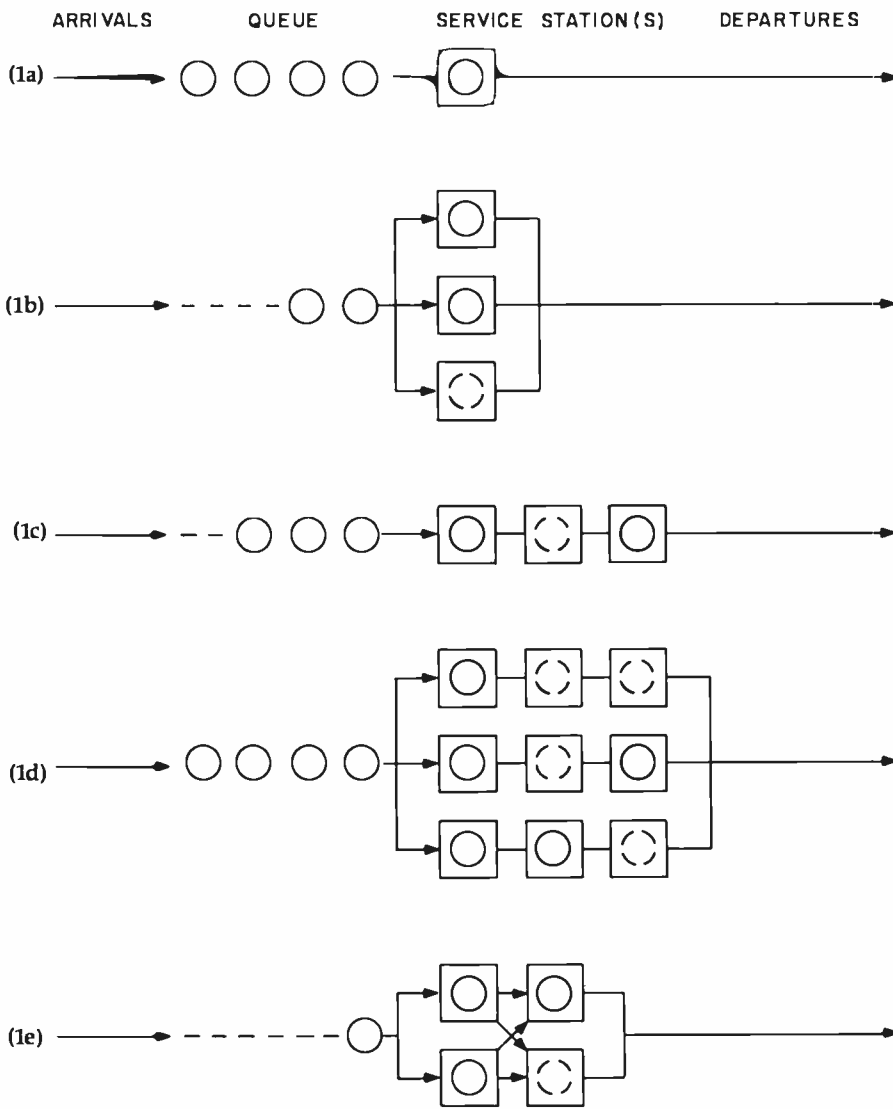 ARRIVALS QUEUE SERVICE STATION(S) DEPARTURES
(1a)
(1b)
(1c)
(1d)
(1e)